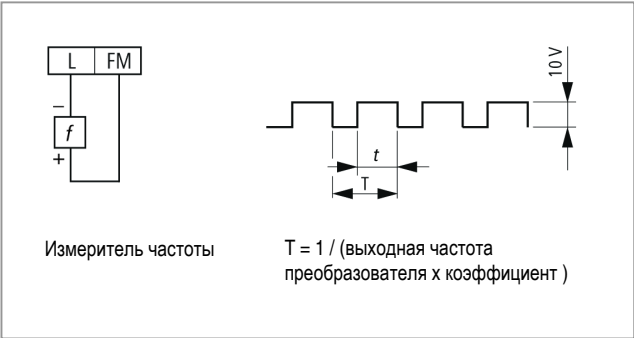 L FM
10 V
–
f
+
t
T
Измеритель частоты
T = 1 / (выходная частота
преобразователя x коэффициент )